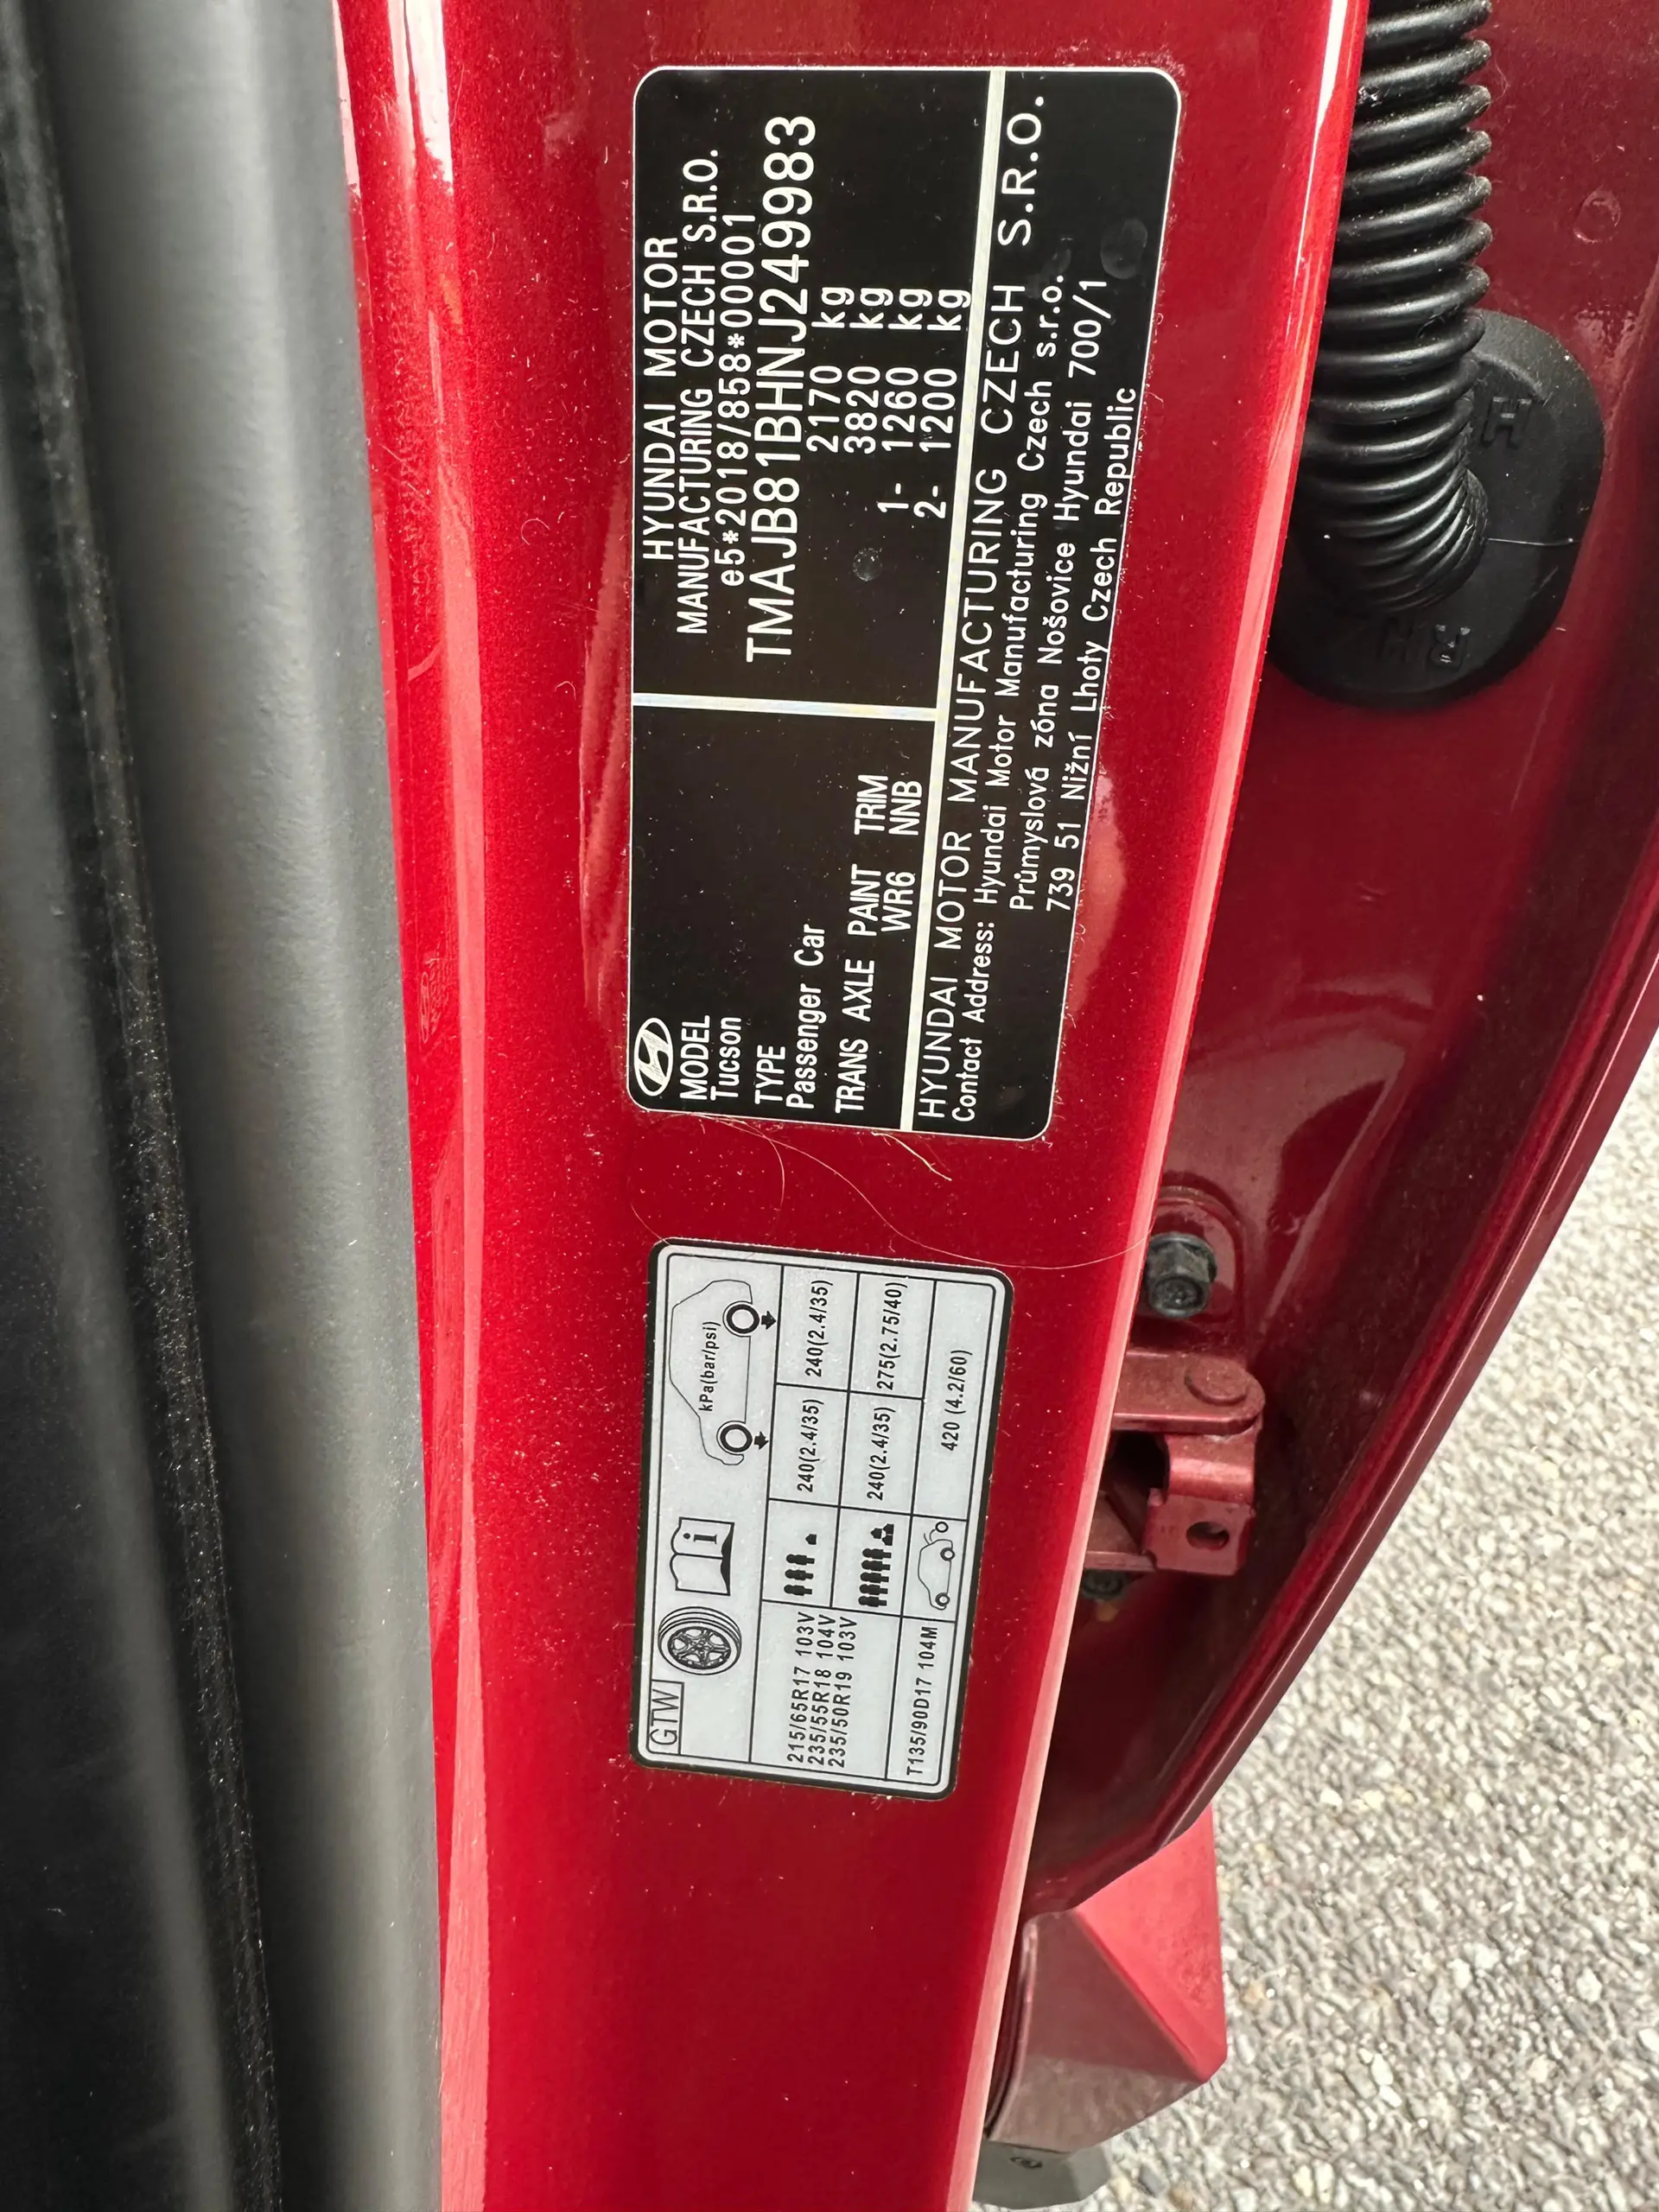 HYUNDAI MOTOR
MANUFACTURING CZECH S.R.O.
e5*2018/858*00001
TMAJB81BHNJ249983
2170 kg
3820 kg
1- 1260 kg
2- 1200 kg
MODEL
Tucson
TYPE
Passenger Car
TRANS AXLE PAINT TRIM
WR6 NNB
HYUNDAI MOTOR MANUFACTURING CZECH S.R.O.
Contact Address: Hyundai Motor Manufacturing Czech s.r.o.
Průmyslová zóna Nošovice Hyundai 700/1
739 51 Nižní Lhoty Czech Republic
GTW
i
kPa(bar/psi)
215/65R17 103V
235/55R18 104V
235/50R19 103V
240(2.4/35) 240(2.4/35)
240(2.4/35) 275(2.75/40)
T135/90D17 104M 420 (4.2/60)
RH